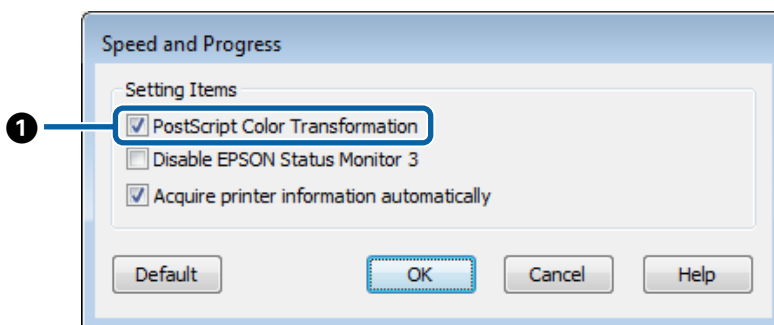 Speed and Progress
Setting Items
1 PostScript Color Transformation
Disable EPSON Status Monitor 3
Acquire printer information automatically
Default OK Cancel Help